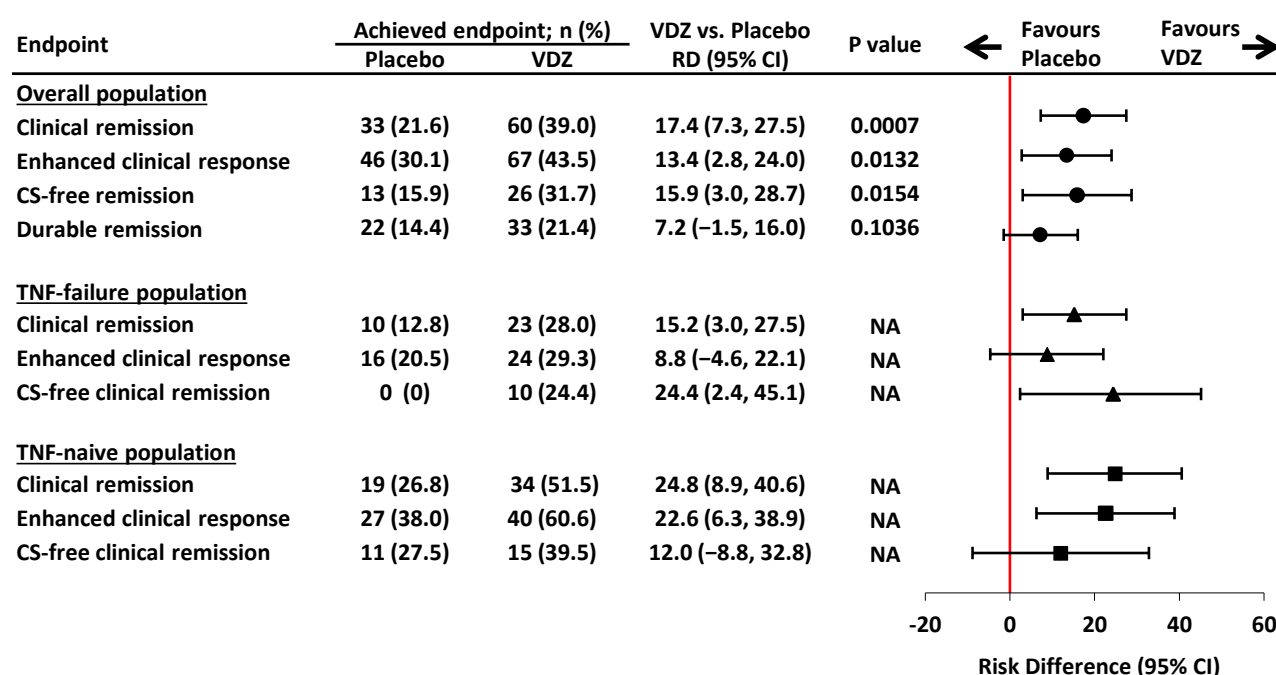 Endpoint Achieved endpoint; n (%) VDZ vs. Placebo P value Favours Favours
Placebo VDZ RD (95% CI) Placebo VDZ
Overall population
Clinical remission 33 (21.6) 60 (39.0) 17.4 (7.3, 27.5) 0.0007
Enhanced clinical response 46 (30.1) 67 (43.5) 13.4 (2.8, 24.0) 0.0132
CS-free remission 13 (15.9) 26 (31.7) 15.9 (3.0, 28.7) 0.0154
Durable remission 22 (14.4) 33 (21.4) 7.2 (−1.5, 16.0) 0.1036
TNF-failure population
Clinical remission 10 (12.8) 23 (28.0) 15.2 (3.0, 27.5) NA
Enhanced clinical response 16 (20.5) 24 (29.3) 8.8 (−4.6, 22.1) NA
CS-free clinical remission 0 (0) 10 (24.4) 24.4 (2.4, 45.1) NA
TNF-naive population
Clinical remission 19 (26.8) 34 (51.5) 24.8 (8.9, 40.6) NA
Enhanced clinical response 27 (38.0) 40 (60.6) 22.6 (6.3, 38.9) NA
CS-free clinical remission 11 (27.5) 15 (39.5) 12.0 (−8.8, 32.8) NA
-20 0 20 40 60
Risk Difference (95% CI)